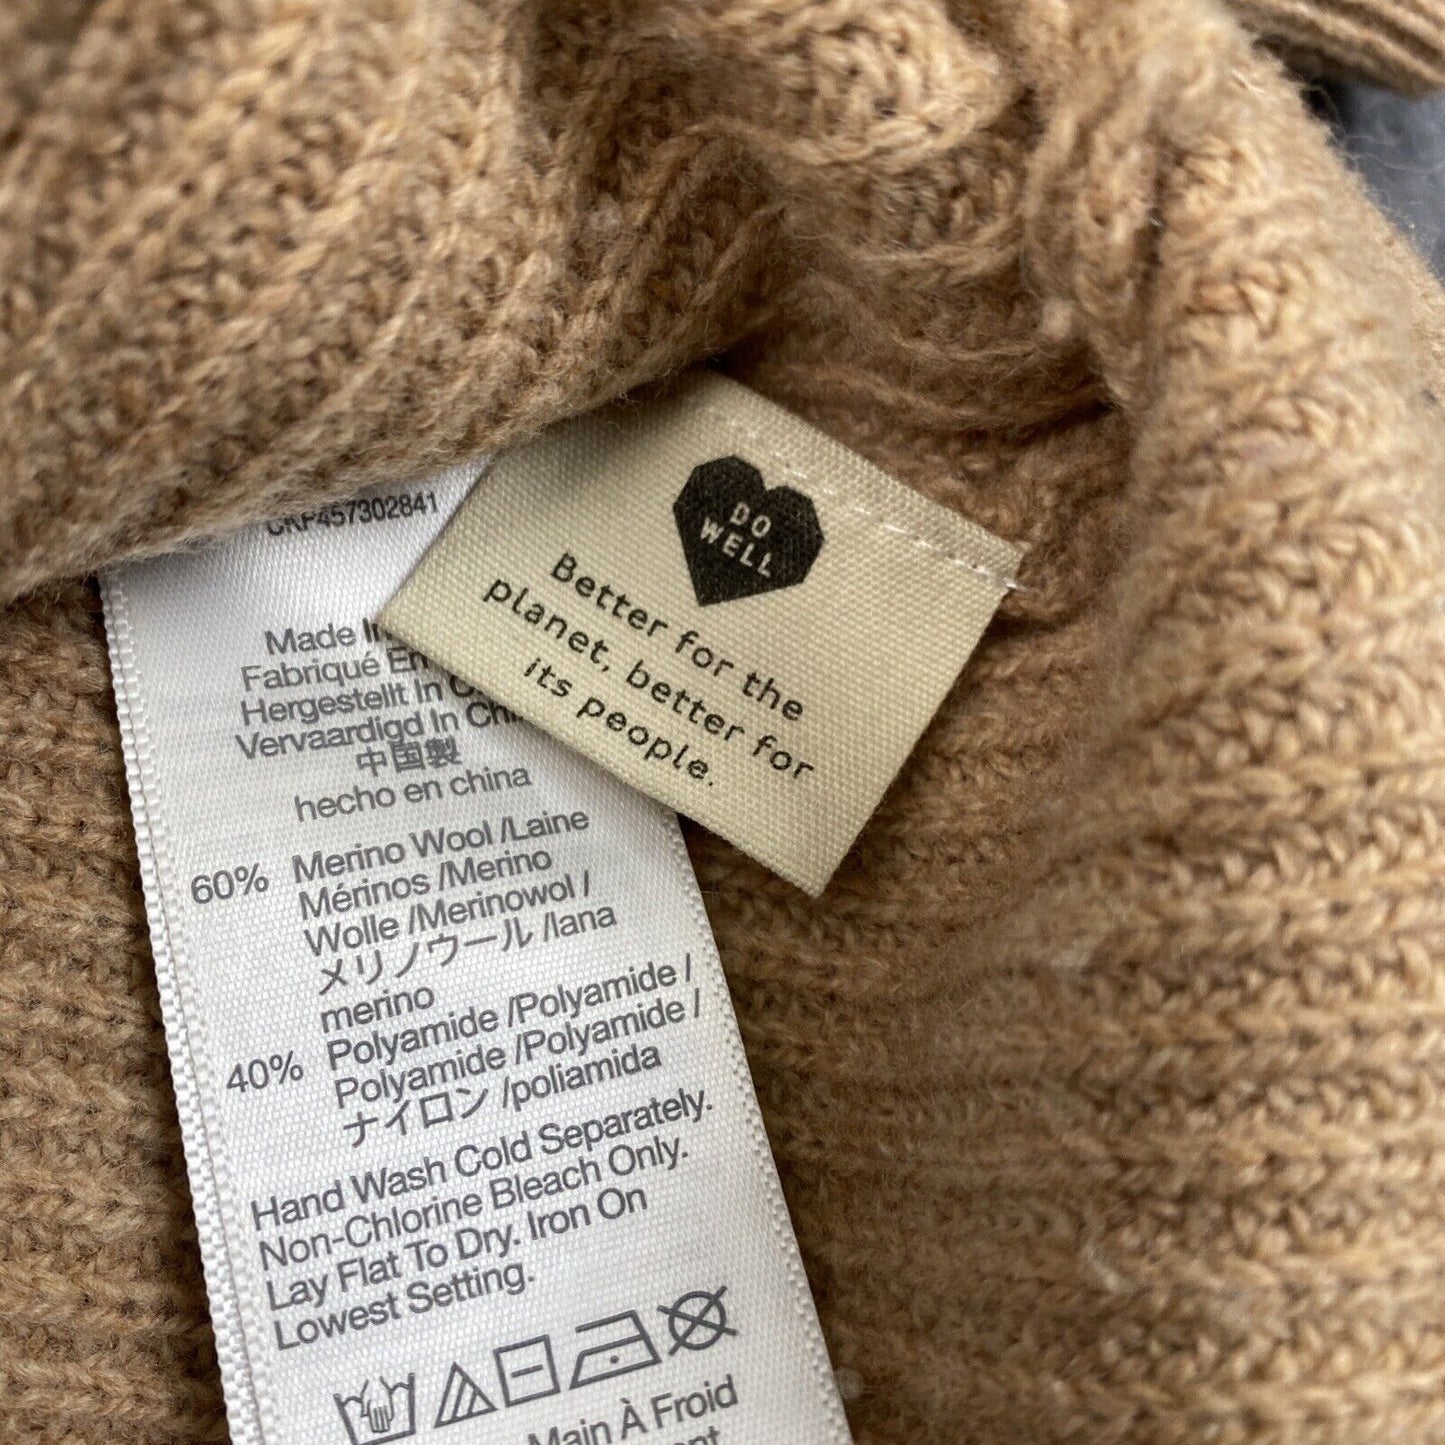 CKP457302841
DO
WELL
Better for the
planet, better for
its people.
Made In
Fabriqué En
Hergestellt In
Vervaardigd In
中国製
hecho en china
60% Merino Wool /Laine
Mérinos /Merino
Wolle /Merinowol /
メリノウール /lana
merino
40% Polyamide /Polyamide /
Polyamide /Polyamide /
ナイロン /poliamida
Hand Wash Cold Separately.
Non-Chlorine Bleach Only.
Lay Flat To Dry. Iron On
Lowest Setting.
Main À Froid